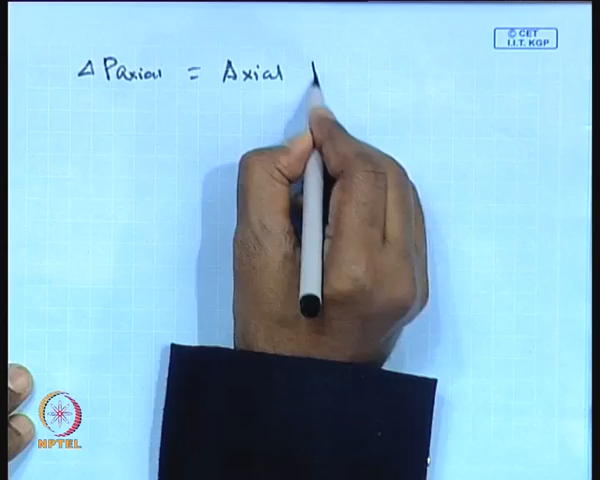 © CET
I.I.T. KGP
Δ Paxial = Axial
NPTEL